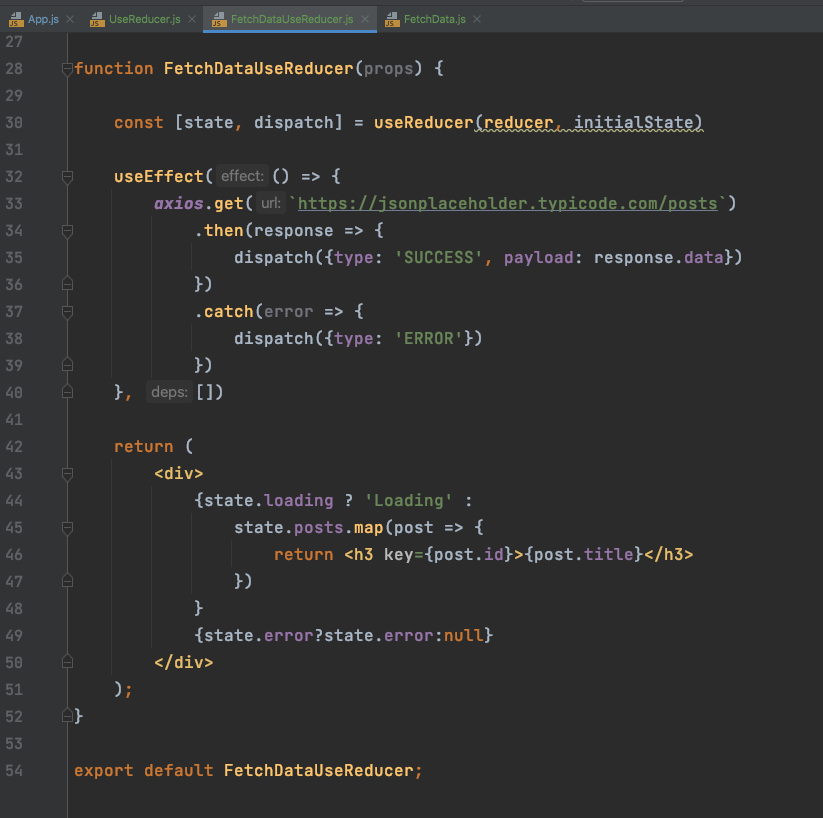 App.js UseReducer.js FetchDataUseReducer.js FetchData.js
27
28 function FetchDataUseReducer(props) {
29
30     const [state, dispatch] = useReducer(reducer, initialState)
31
32     useEffect( effect: () => {
33         axios.get( url: `https://jsonplaceholder.typicode.com/posts`)
34             .then(response => {
35                 dispatch({type: 'SUCCESS', payload: response.data})
36             })
37             .catch(error => {
38                 dispatch({type: 'ERROR'})
39             })
40     }, deps: [])
41
42     return (
43         <div>
44             {state.loading ? 'Loading' :
45                 state.posts.map(post => {
46                     return <h3 key={post.id}>{post.title}</h3>
47                 })
48             }
49             {state.error?state.error:null}
50         </div>
51     );
52 }
53
54 export default FetchDataUseReducer;